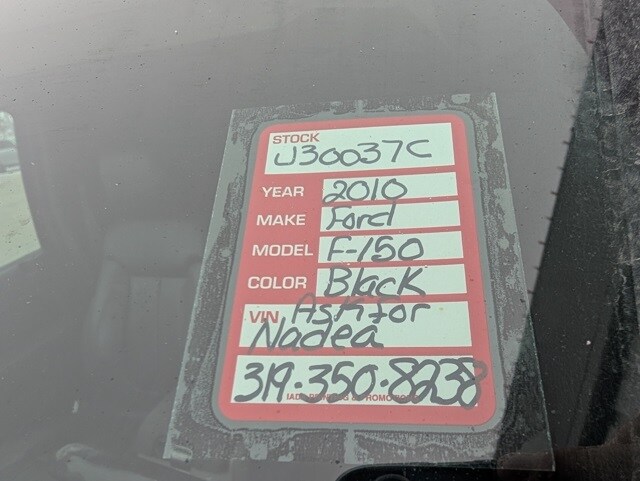 STOCK
U30037C
YEAR 2010
MAKE Ford
MODEL F-150
COLOR Black
VIN Ask for
Nadea
319-350-8238